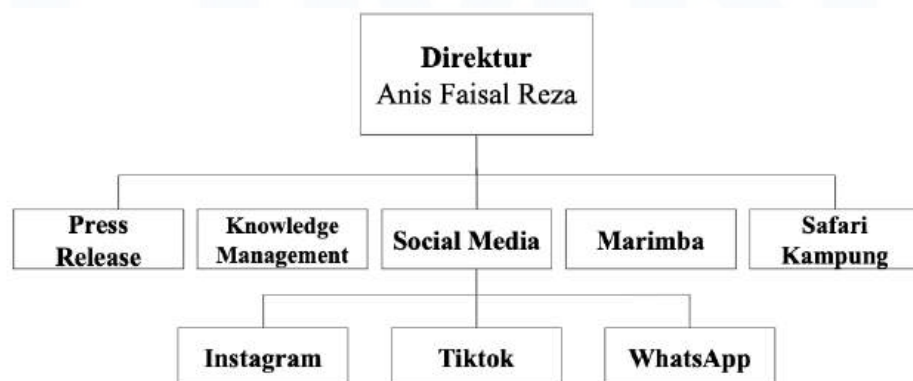 Direktur
Anis Faisal Reza
Press
Release
Knowledge
Management
Social Media
Marimba
Safari
Kampung
Instagram
Tiktok
WhatsApp